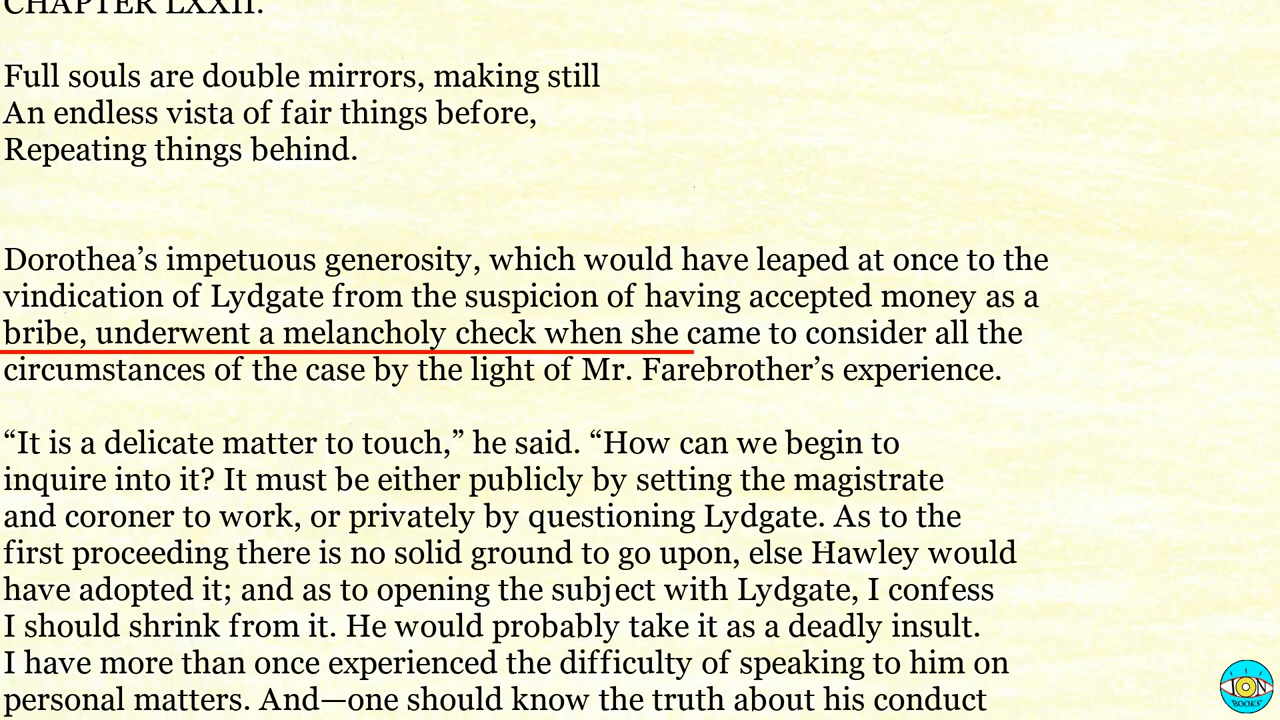 CHAPTER LXXII.
Full souls are double mirrors, making still
An endless vista of fair things before,
Repeating things behind.
Dorothea’s impetuous generosity, which would have leaped at once to the
vindication of Lydgate from the suspicion of having accepted money as a
bribe, underwent a melancholy check when she came to consider all the
circumstances of the case by the light of Mr. Farebrother’s experience.
“It is a delicate matter to touch,” he said. “How can we begin to
inquire into it? It must be either publicly by setting the magistrate
and coroner to work, or privately by questioning Lydgate. As to the
first proceeding there is no solid ground to go upon, else Hawley would
have adopted it; and as to opening the subject with Lydgate, I confess
I should shrink from it. He would probably take it as a deadly insult.
I have more than once experienced the difficulty of speaking to him on
personal matters. And—one should know the truth about his conduct
ION
BOOKS